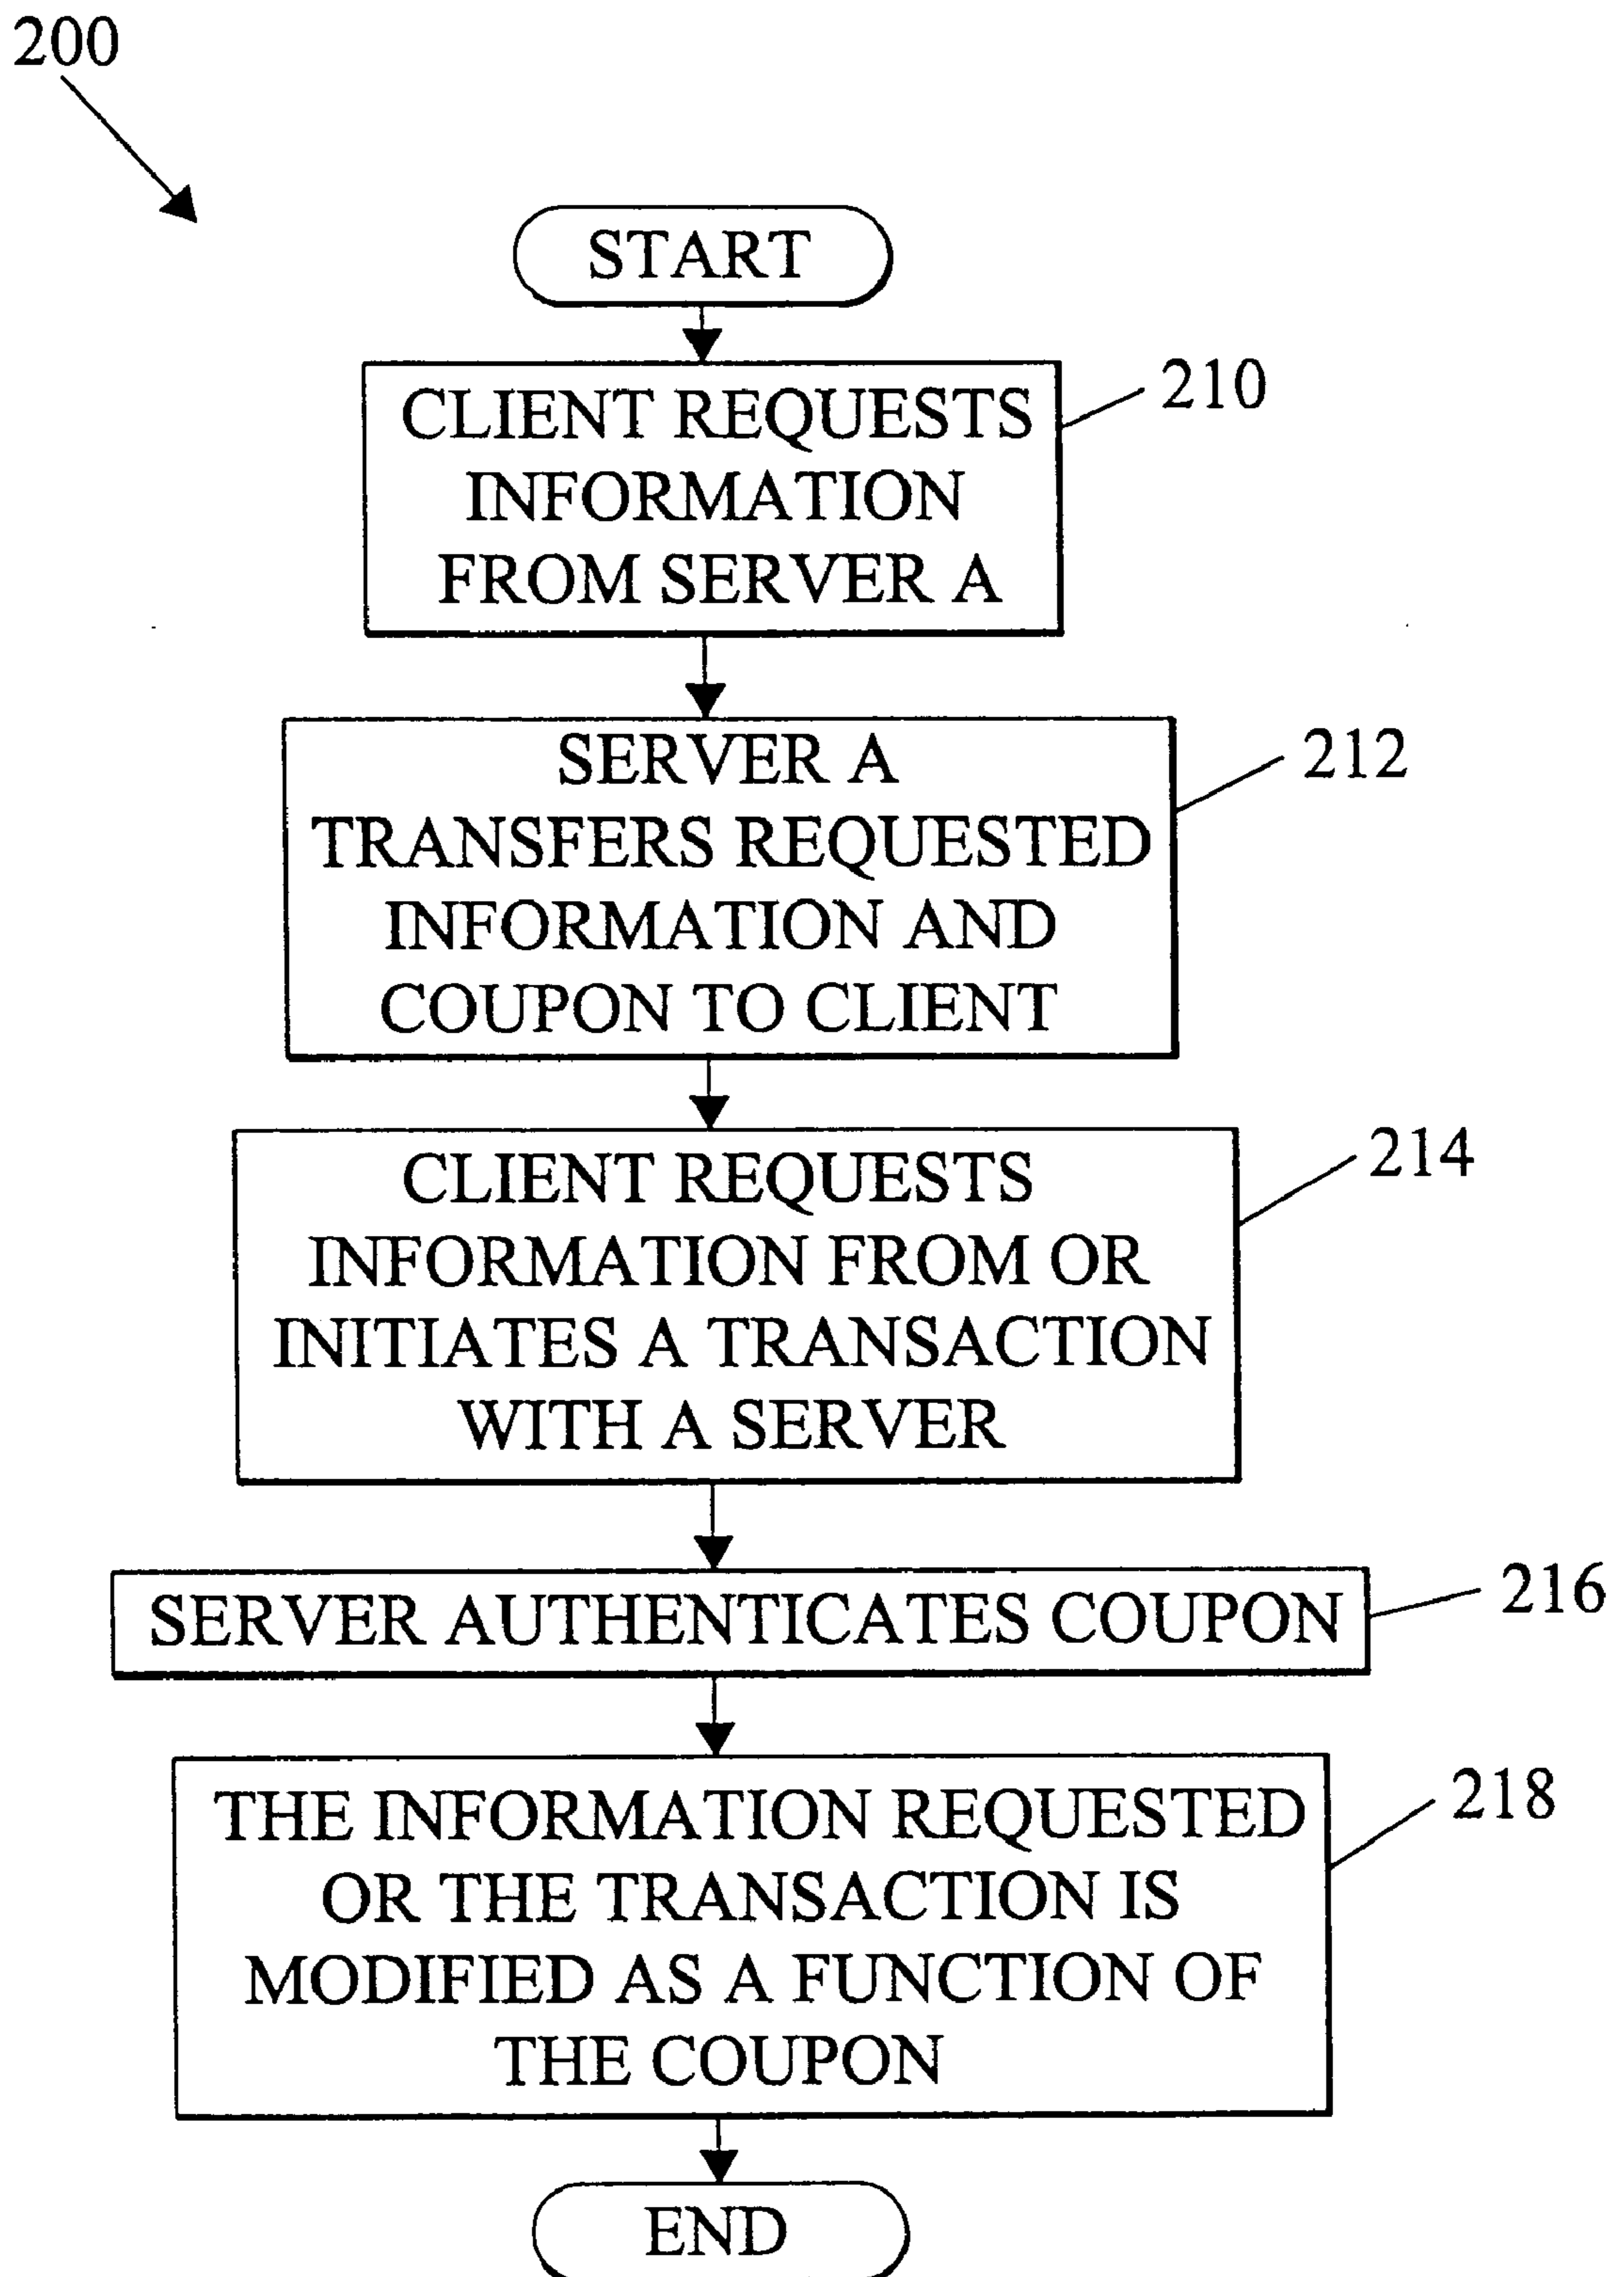 200
START
CLIENT REQUESTS
INFORMATION
FROM SERVER A
210
SERVER A
TRANSFERS REQUESTED
INFORMATION AND
COUPON TO CLIENT
212
CLIENT REQUESTS
INFORMATION FROM OR
INITIATES A TRANSACTION
WITH A SERVER
214
SERVER AUTHENTICATES COUPON
216
THE INFORMATION REQUESTED
OR THE TRANSACTION IS
MODIFIED AS A FUNCTION OF
THE COUPON
218
END